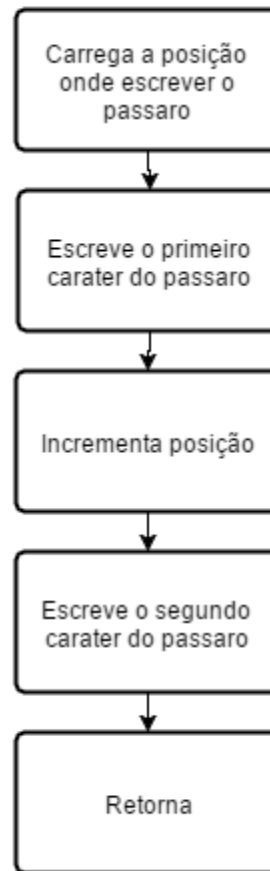 Carrega a posição
onde escrever o
passaro
Escreve o primeiro
carater do passaro
Incrementa posição
Escreve o segundo
carater do passaro
Retorna